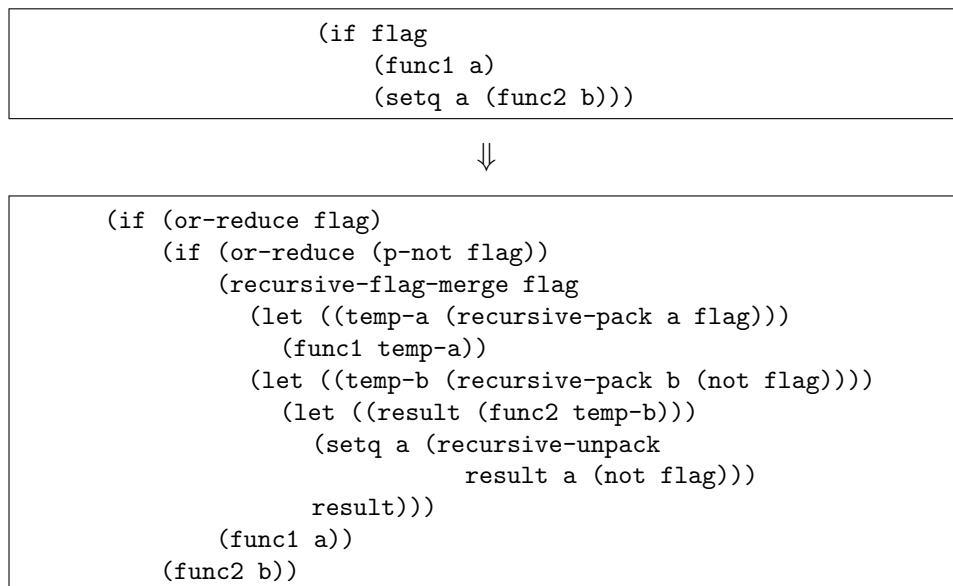 (if flag
(func1 a)
(setq a (func2 b)))
⇓
(if (or-reduce flag)
(if (or-reduce (p-not flag))
(recursive-flag-merge flag
(let ((temp-a (recursive-pack a flag)))
(func1 temp-a))
(let ((temp-b (recursive-pack b (not flag))))
(let ((result (func2 temp-b)))
(setq a (recursive-unpack
result a (not flag)))
result)))
(func1 a))
(func2 b))